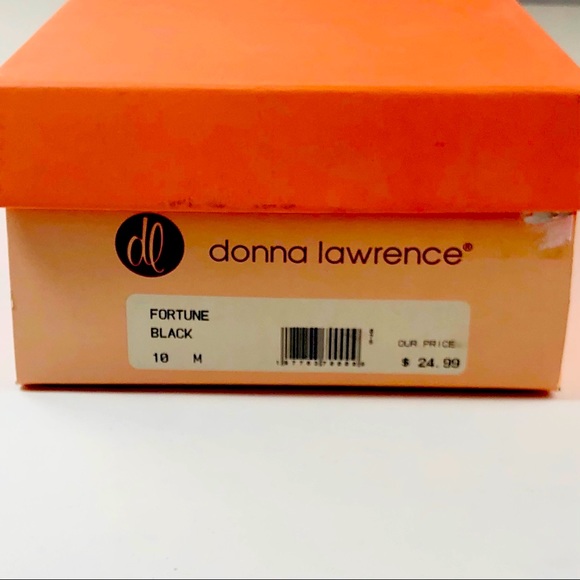 dl
donna lawrence®
FORTUNE
BLACK
10 M
OUR PRICE
$ 24.99